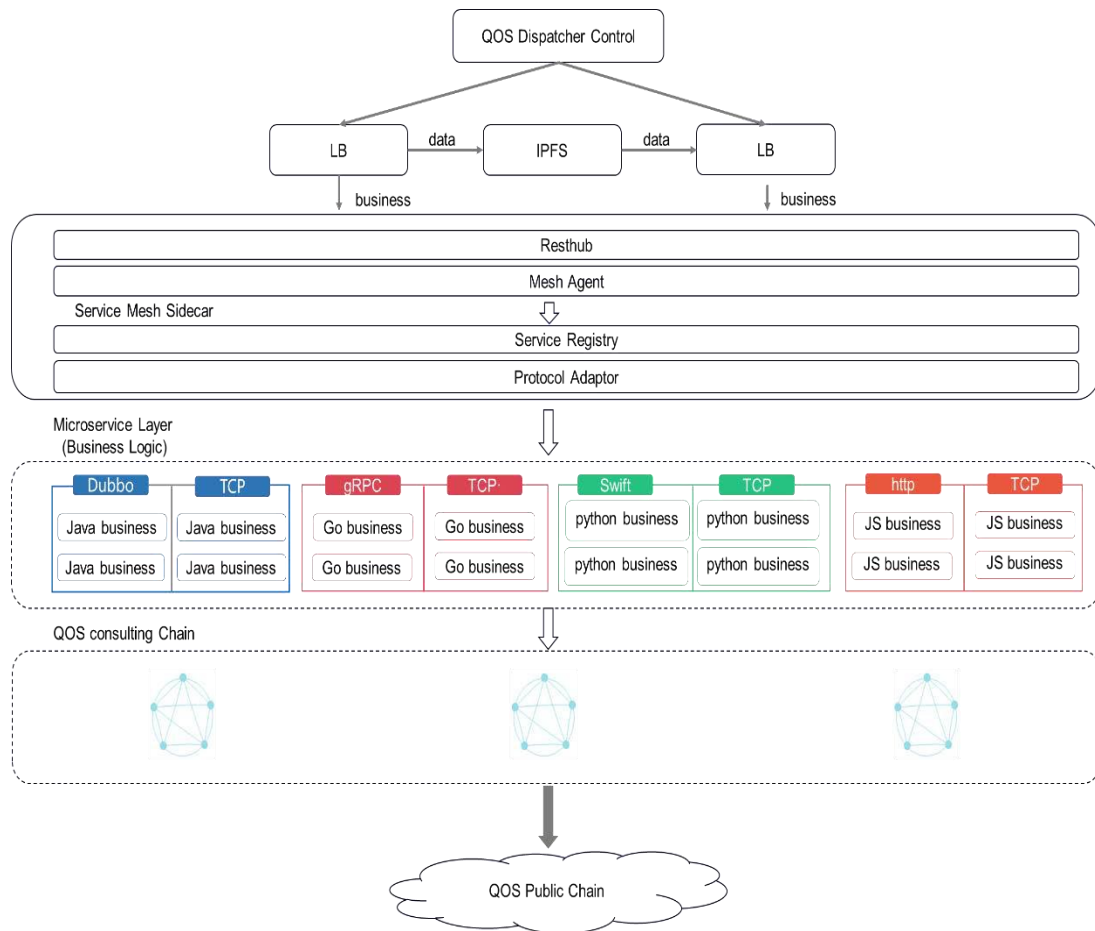 QOS Dispatcher Control
LB
data
IPFS
data
LB
business
business
Resthub
Mesh Agent
Service Mesh Sidecar
Service Registry
Protocol Adaptor
Microservice Layer
(Business Logic)
Dubbo
TCP
gRPC
TCP·
Swift
TCP
http
TCP
Java business
Java business
Go business
Go business
python business
python business
JS business
JS business
Java business
Java business
Go business
Go business
python business
python business
JS business
JS business
QOS consulting Chain
QOS Public Chain